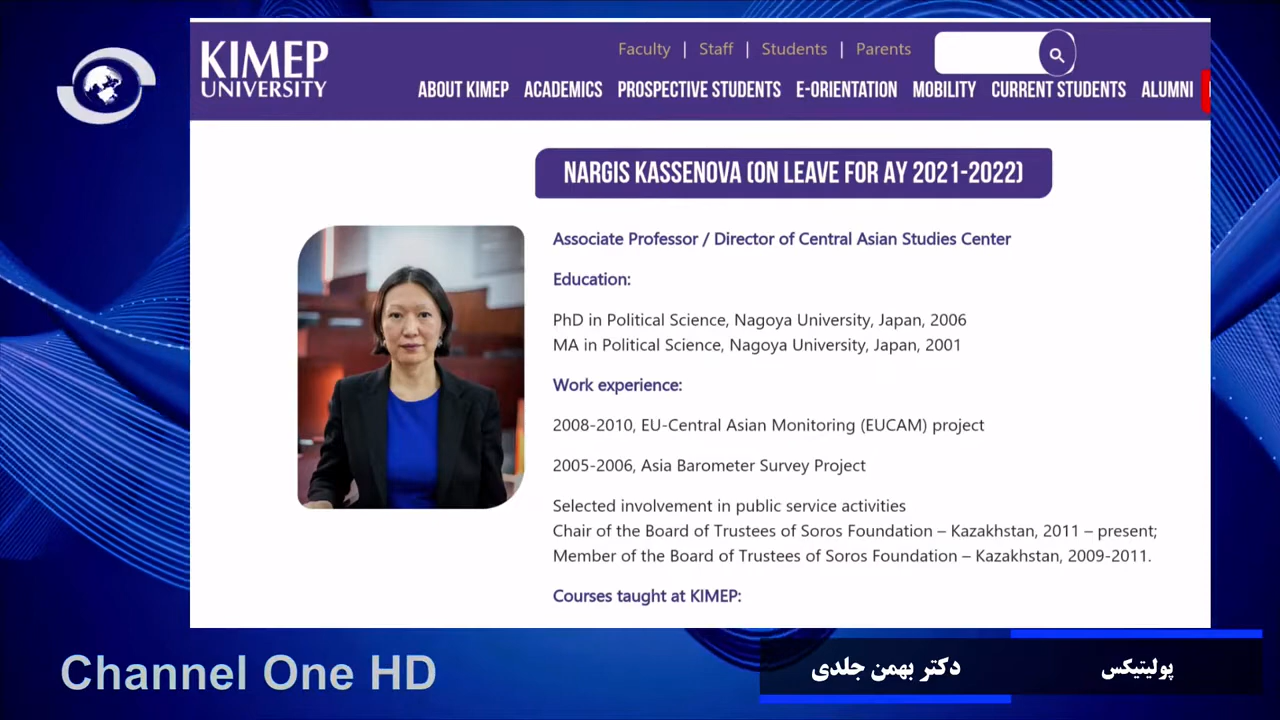 KIMEP
UNIVERSITY
Faculty | Staff | Students | Parents
ABOUT KIMEP ACADEMICS PROSPECTIVE STUDENTS E-ORIENTATION MOBILITY CURRENT STUDENTS ALUMNI
NARGIS KASSENOVA (ON LEAVE FOR AY 2021-2022)
Associate Professor / Director of Central Asian Studies Center
Education:
PhD in Political Science, Nagoya University, Japan, 2006
MA in Political Science, Nagoya University, Japan, 2001
Work experience:
2008-2010, EU-Central Asian Monitoring (EUCAM) project
2005-2006, Asia Barometer Survey Project
Selected involvement in public service activities
Chair of the Board of Trustees of Soros Foundation – Kazakhstan, 2011 – present;
Member of the Board of Trustees of Soros Foundation – Kazakhstan, 2009-2011.
Courses taught at KIMEP:
Channel One HD
پولیتیکس
دکتر بهمن جلدی